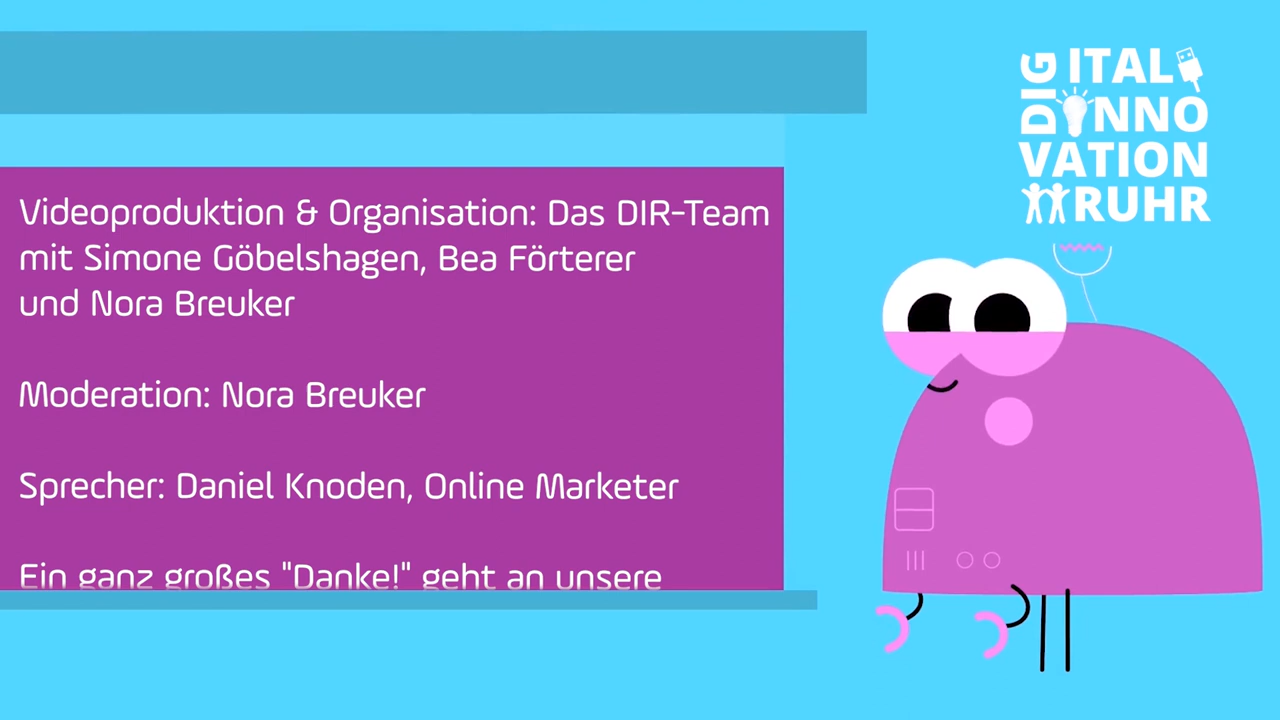 Videoproduktion & Organisation: Das DIR-Team
mit Simone Göbelshagen, Bea Förterer
und Nora Breuker
Moderation: Nora Breuker
Sprecher: Daniel Knoden, Online Marketer
Ein ganz großes "Danke!" geht an unsere
DIGITAL
INNO
VATION
RUHR